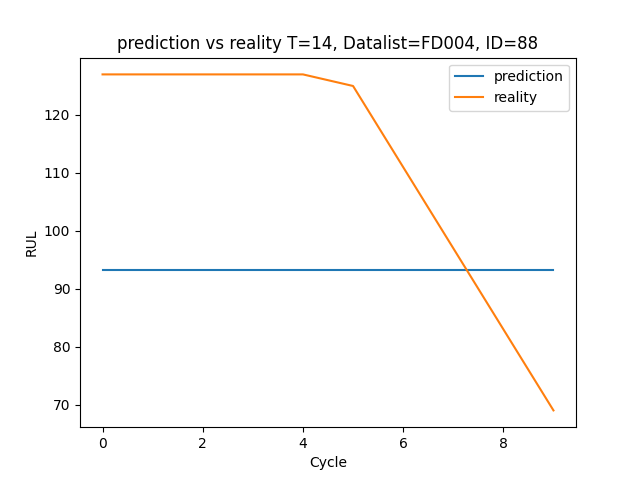 prediction vs reality T=14, Datalist=FD004, ID=88
prediction
reality
120
110
100
90
80
70
RUL
0 2 4 6 8
Cycle